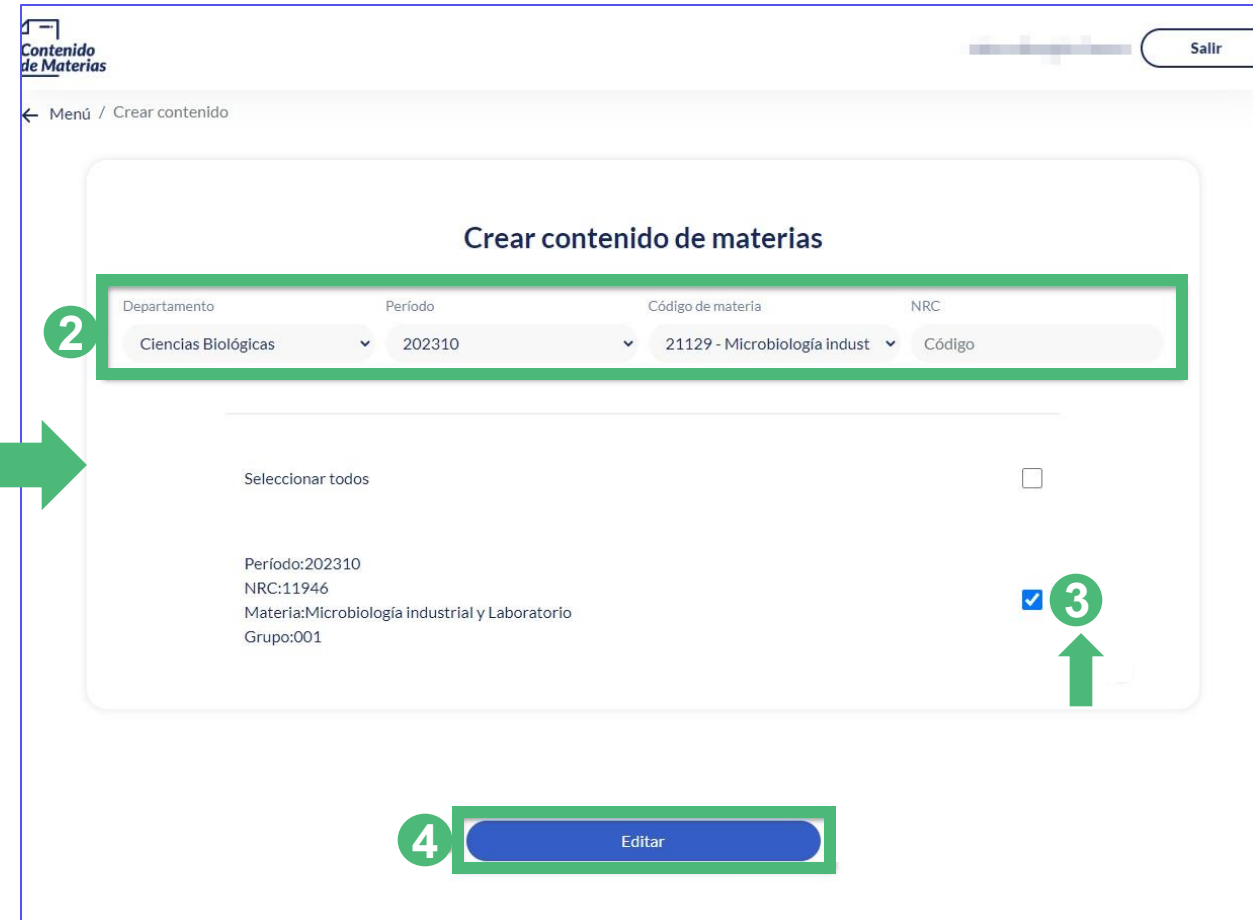 Contenido
de Materias
Salir
← Menú / Crear contenido
Crear contenido de materias
2
Departamento Período Código de materia NRC
Ciencias Biológicas 202310 21129 - Microbiología indust Código
Seleccionar todos
Período:202310
NRC:11946
Materia:Microbiología industrial y Laboratorio
Grupo:001
3
4
Editar